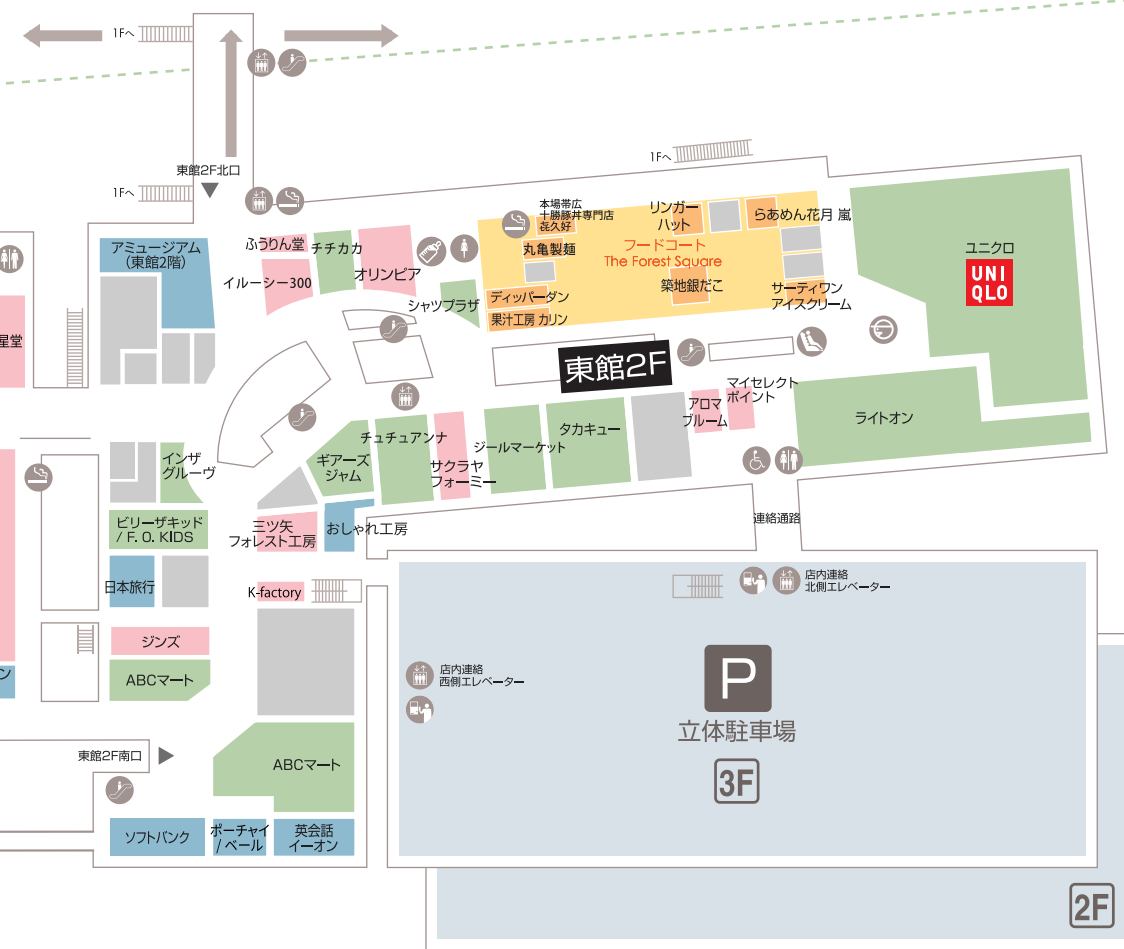 1Fへ
東館2F北口
1Fへ
1Fへ
アミュージアム
(東館2階)
ふうりん堂
チチカカ
オリンピア
イルーシー300
シャツプラザ
本場帯広
十勝豚丼専門店
㐂久好
丸亀製麺
リンガー
ハット
らあめん花月 嵐
フードコート
The Forest Square
築地銀だこ
ディッパーダン
果汁工房 カリン
サーティワン
アイスクリーム
ユニクロ
UNI
QLO
星堂
東館2F
マイセレクト
ポイント
アロマ
ブルーム
ライトオン
タカキュー
ジールマーケット
チュチュアンナ
サクラヤ
フォーミー
ギアーズ
ジャム
インザ
グルーヴ
ビリーザキッド
/ F. O. KIDS
三ツ矢
フォレスト工房
おしゃれ工房
連絡通路
日本旅行
K-factory
店内連絡
北側エレベーター
ジンズ
ABCマート
ン
店内連絡
西側エレベーター
P
立体駐車場
3F
東館2F南口
ABCマート
ソフトバンク
ポーチャイ
/ ベール
英会話
イーオン
2F